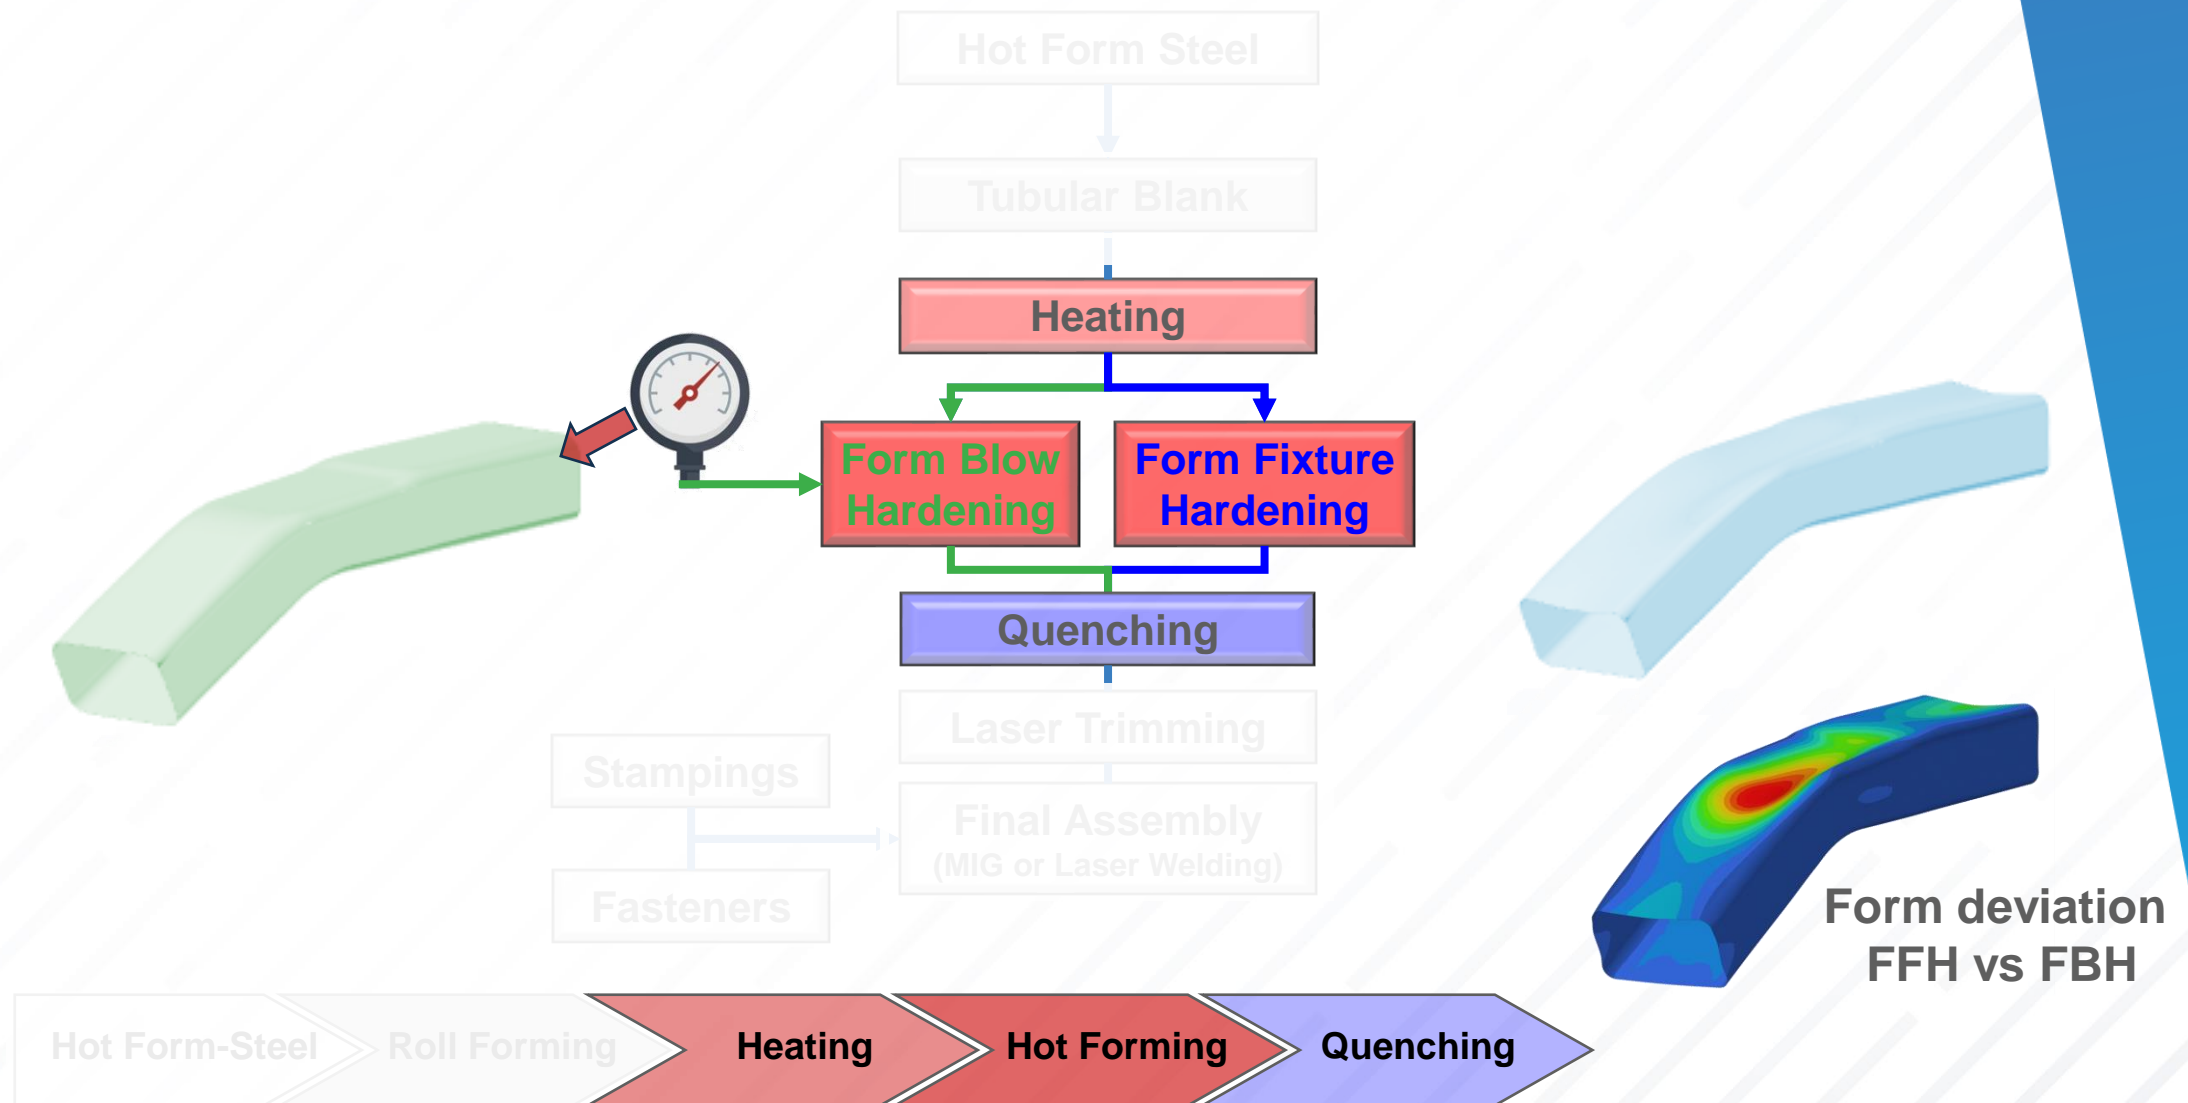 Hot Form Steel
Tubular Blank
Heating
Form Blow
Hardening
Form Fixture
Hardening
Quenching
Laser Trimming
Stampings
Final Assembly
(MIG or Laser Welding)
Fasteners
Form deviation
FFH vs FBH
Hot Form-Steel
Roll Forming
Heating
Hot Forming
Quenching